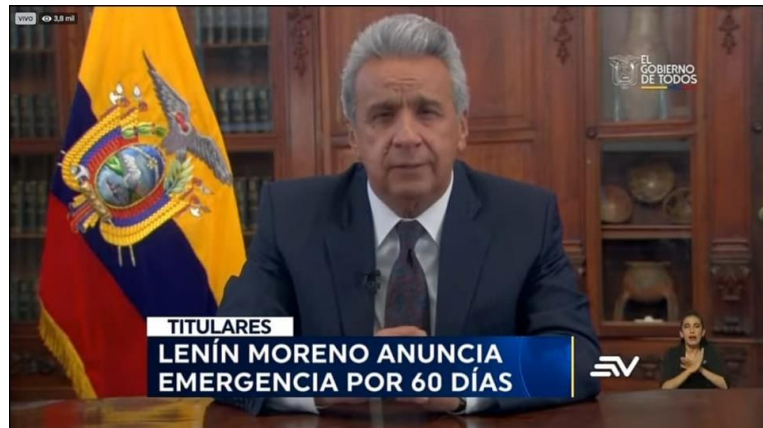 VIVO 3,8 mil
EL
GOBIERNO
DE TODOS
TITULARES
LENÍN MORENO ANUNCIA
EMERGENCIA POR 60 DÍAS